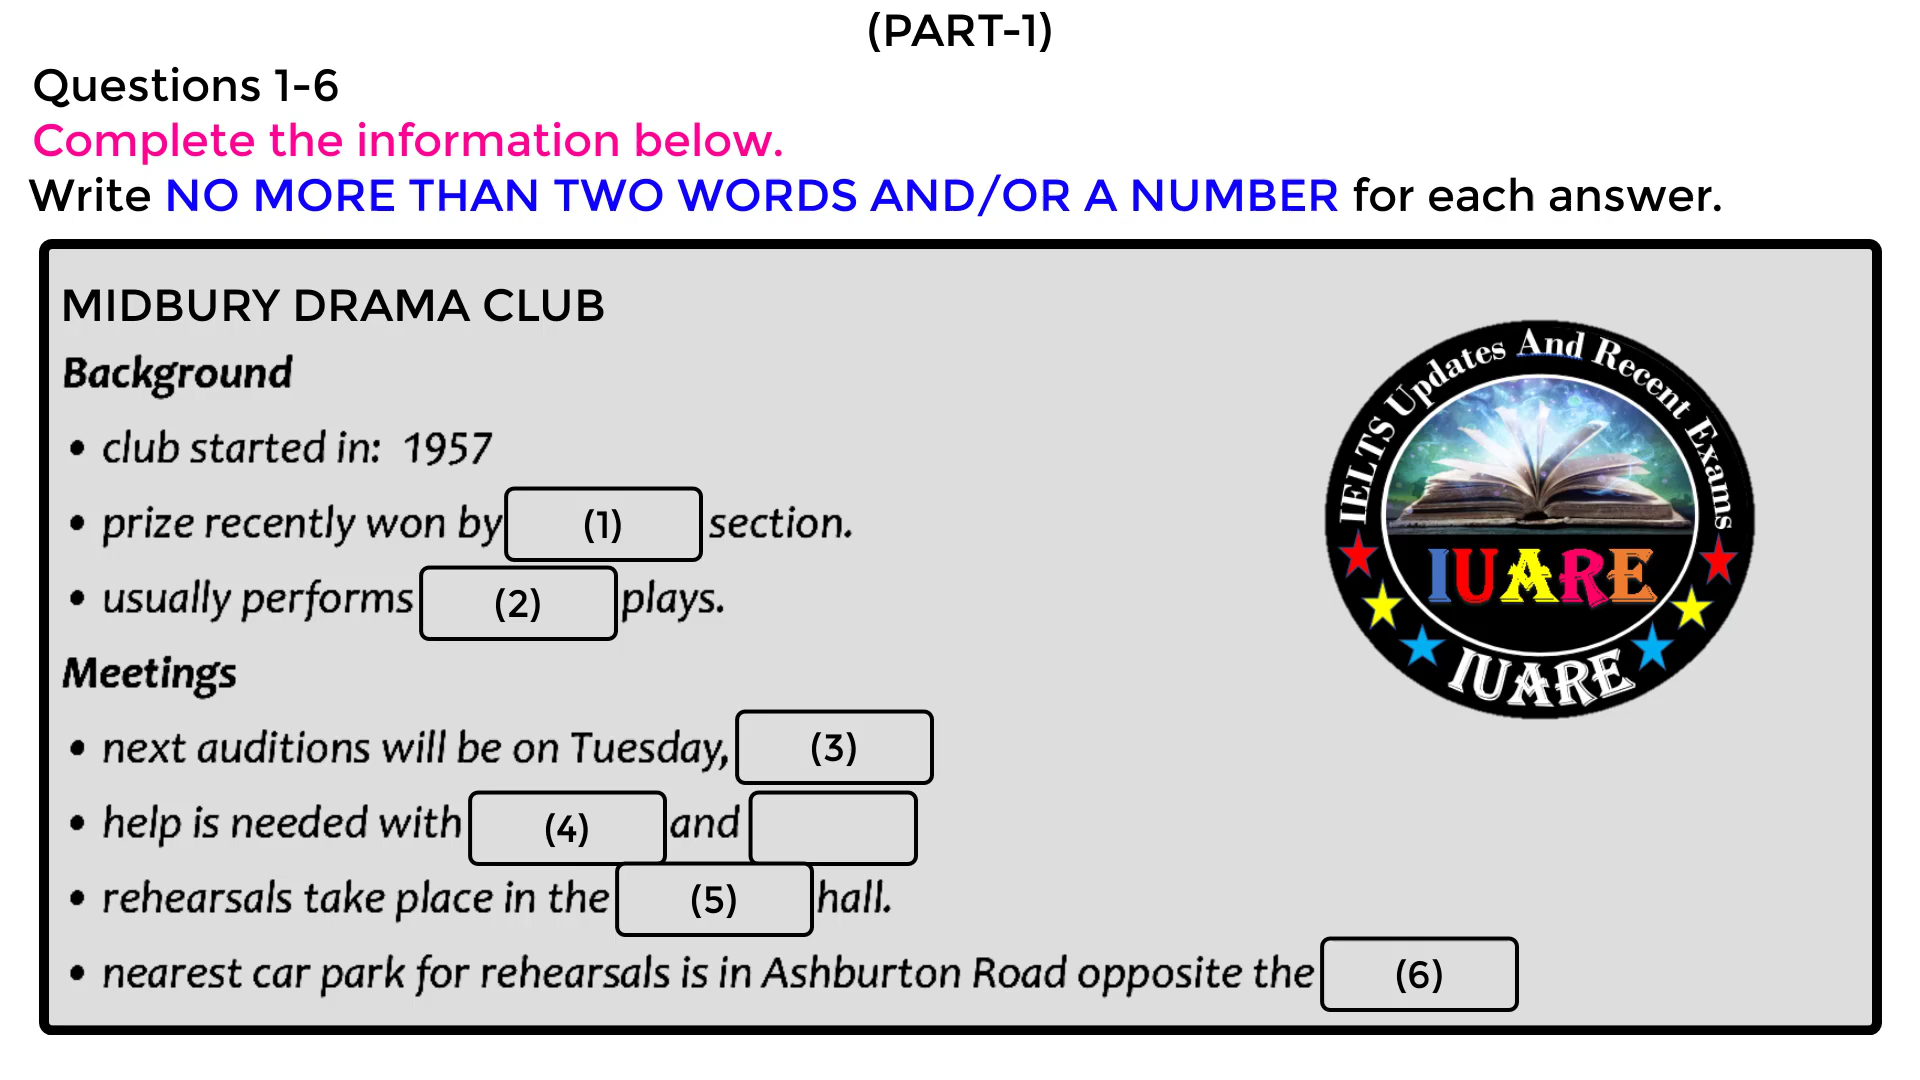 (PART-1)
Questions 1-6
Complete the information below.
Write NO MORE THAN TWO WORDS AND/OR A NUMBER for each answer.
MIDBURY DRAMA CLUB
Background
• club started in: 1957
• prize recently won by (1) section.
• usually performs (2) plays.
Meetings
• next auditions will be on Tuesday, (3)
• help is needed with (4) and
• rehearsals take place in the (5) hall.
• nearest car park for rehearsals is in Ashburton Road opposite the (6)
IELTS Updates And Recent Exams
IUARE
IUARE